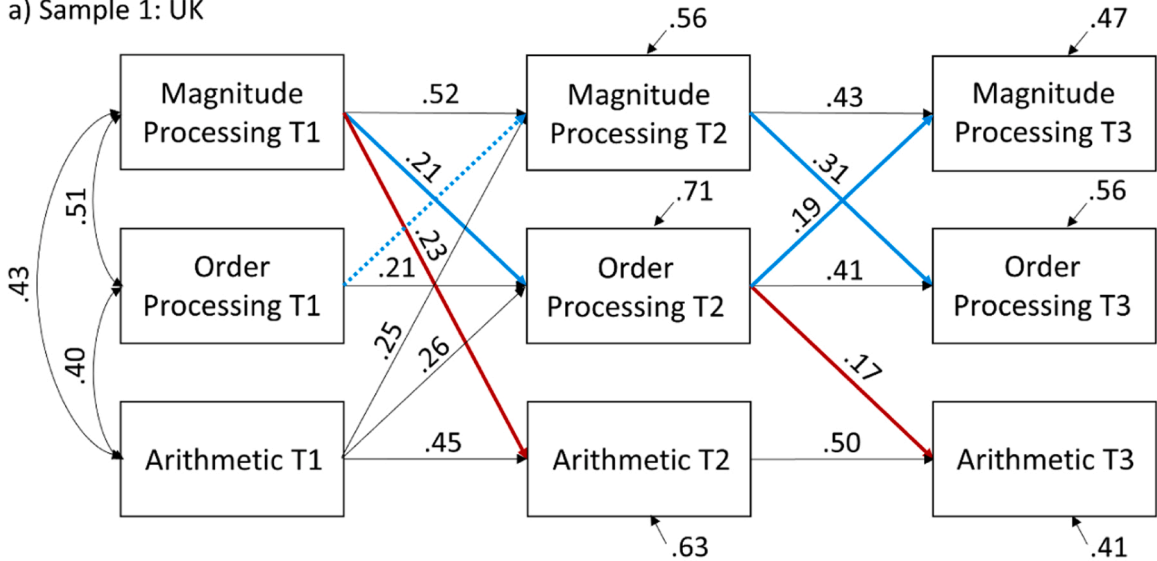 a) Sample 1: UK
.56
.47
Magnitude
Processing T1
.52
Magnitude
Processing T2
.43
Magnitude
Processing T3
.51
.21
.31
.71
.56
.19
.43
Order
Processing T1
.23
.21
Order
Processing T2
.41
Order
Processing T3
.40
.25
.26
.17
Arithmetic T1
.45
Arithmetic T2
.50
Arithmetic T3
.63
.41